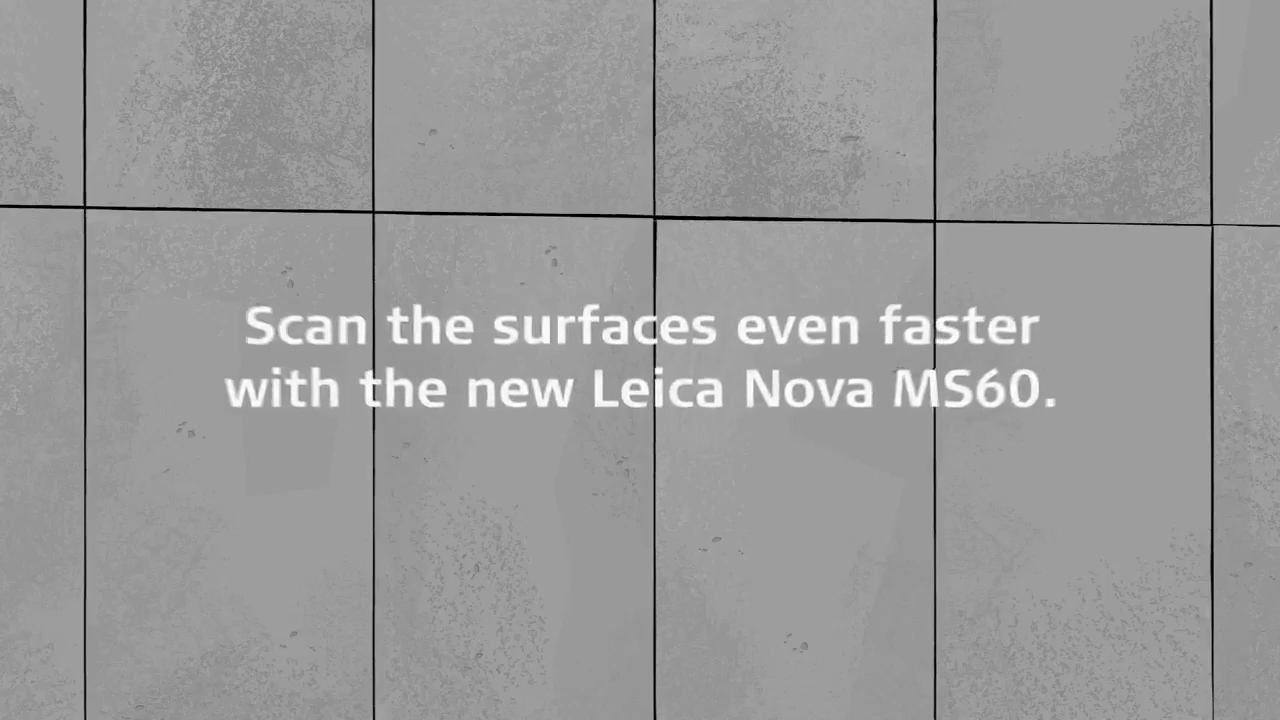 Scan the surfaces even faster
with the new Leica Nova MS60.